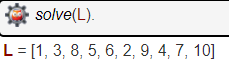 solve(L).
L = [1, 3, 8, 5, 6, 2, 9, 4, 7, 10]